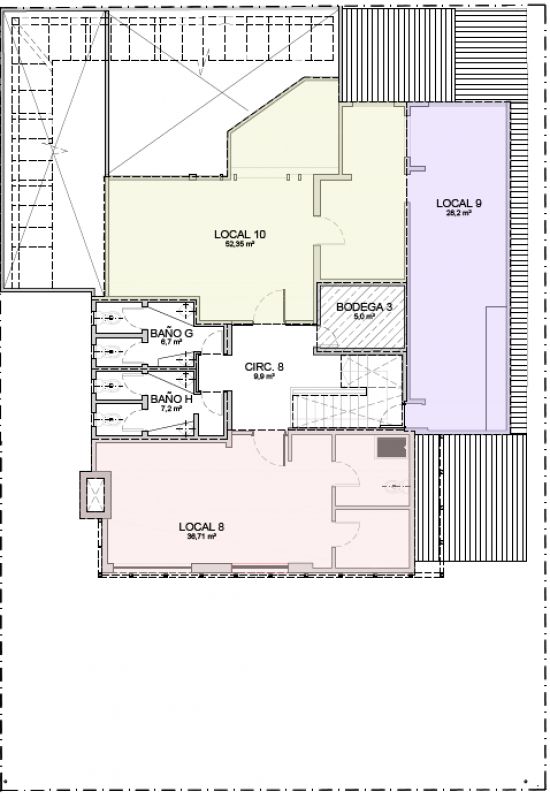 LOCAL 9
28,2 m²
LOCAL 10
52,35 m²
BODEGA 3
5,0 m²
BAÑO G
6,7 m²
CIRC. 8
9,9 m²
BAÑO H
7,2 m²
LOCAL 8
36,71 m²